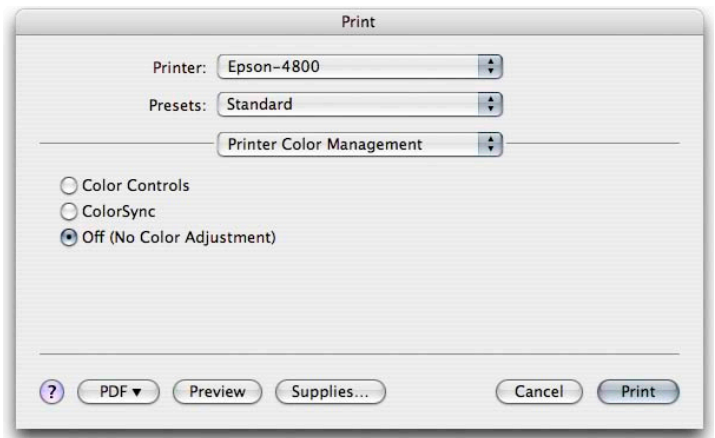 Print
Printer: Epson-4800
Presets: Standard
Printer Color Management
Color Controls
ColorSync
Off (No Color Adjustment)
? PDF ▼ Preview Supplies... Cancel Print